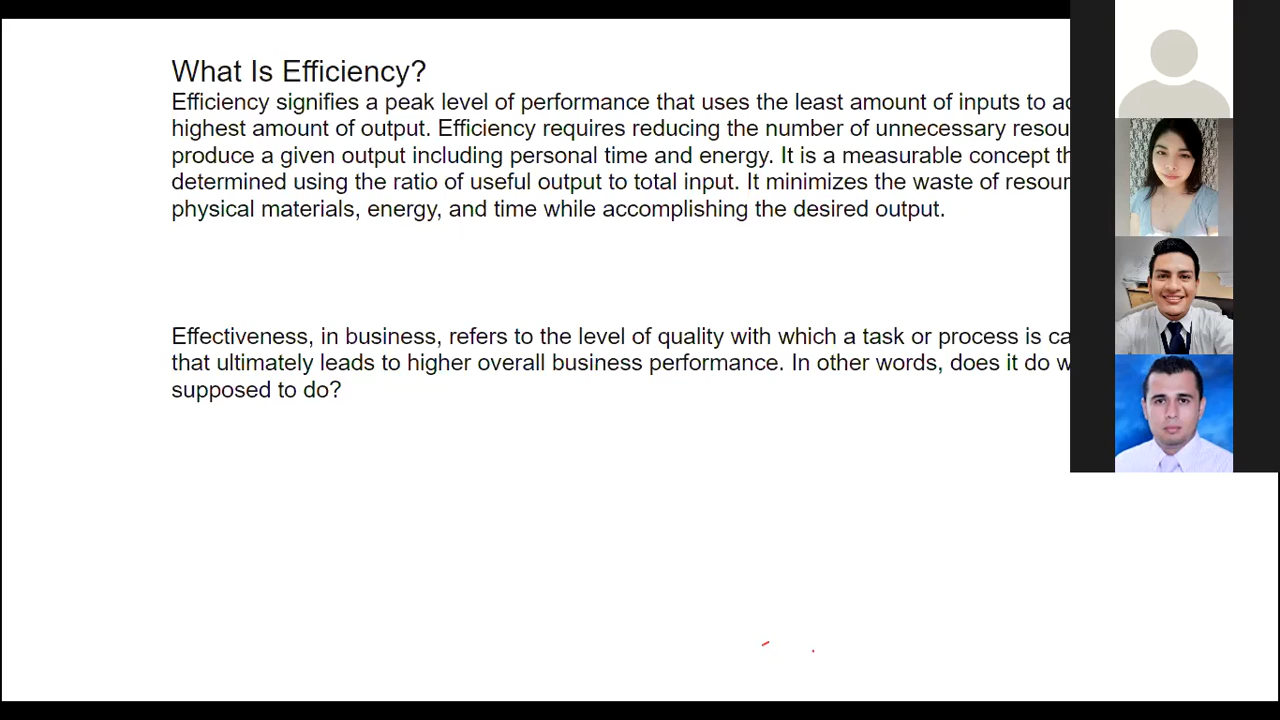 What Is Efficiency?
Efficiency signifies a peak level of performance that uses the least amount of inputs to
highest amount of output. Efficiency requires reducing the number of unnecessary
produce a given output including personal time and energy. It is a measurable concept
determined using the ratio of useful output to total input. It minimizes the waste of
physical materials, energy, and time while accomplishing the desired output.
Effectiveness, in business, refers to the level of quality with which a task or process is
that ultimately leads to higher overall business performance. In other words, does it do
supposed to do?